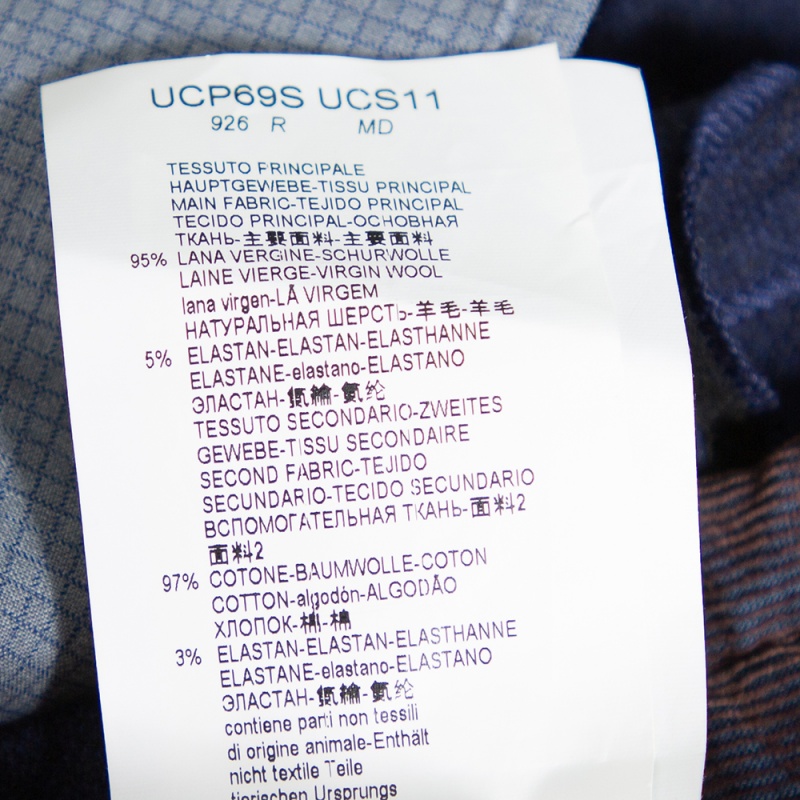 UCP69S UCS11
926 R MD
TESSUTO PRINCIPALE
HAUPTGEWEBE-TISSU PRINCIPAL
MAIN FABRIC-TEJIDO PRINCIPAL
TECIDO PRINCIPAL-ОСНОВНАЯ
ТКАНЬ-主要面料-主要面料
95% LANA VERGINE-SCHURWOLLE
LAINE VIERGE-VIRGIN WOOL
lana virgen-LÃ VIRGEM
НАТУРАЛЬНАЯ ШЕРСТЬ-羊毛-羊毛
5% ELASTAN-ELASTAN-ELASTHANNE
ELASTANE-elastano-ELASTANO
ЭЛАСТАН-氨綸-氨纶
TESSUTO SECONDARIO-ZWEITES
GEWEBE-TISSU SECONDAIRE
SECOND FABRIC-TEJIDO
SECUNDARIO-TECIDO SECUNDARIO
ВСПОМОГАТЕЛЬНАЯ ТКАНЬ-面料2
面料2
97% COTONE-BAUMWOLLE-COTON
COTTON-algodón-ALGODÃO
ХЛОПОК-棉-棉
3% ELASTAN-ELASTAN-ELASTHANNE
ELASTANE-elastano-ELASTANO
ЭЛАСТАН-氨綸-氨纶
contiene parti non tessili
di origine animale-Enthält
nicht textile Teile
tierischen Ursprungs